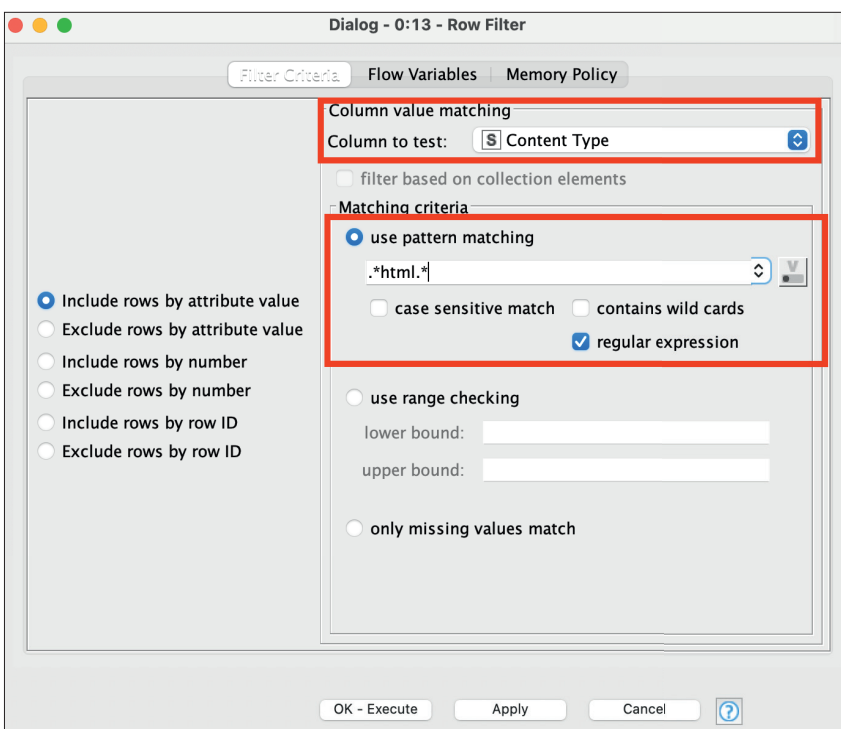 Dialog - 0:13 - Row Filter
Filter Criteria Flow Variables Memory Policy
Include rows by attribute value
Exclude rows by attribute value
Include rows by number
Exclude rows by number
Include rows by row ID
Exclude rows by row ID
Column value matching
Column to test: S Content Type
filter based on collection elements
Matching criteria
use pattern matching
.*html.*
V
case sensitive match contains wild cards
regular expression
use range checking
lower bound:
upper bound:
only missing values match
OK - Execute Apply Cancel ?